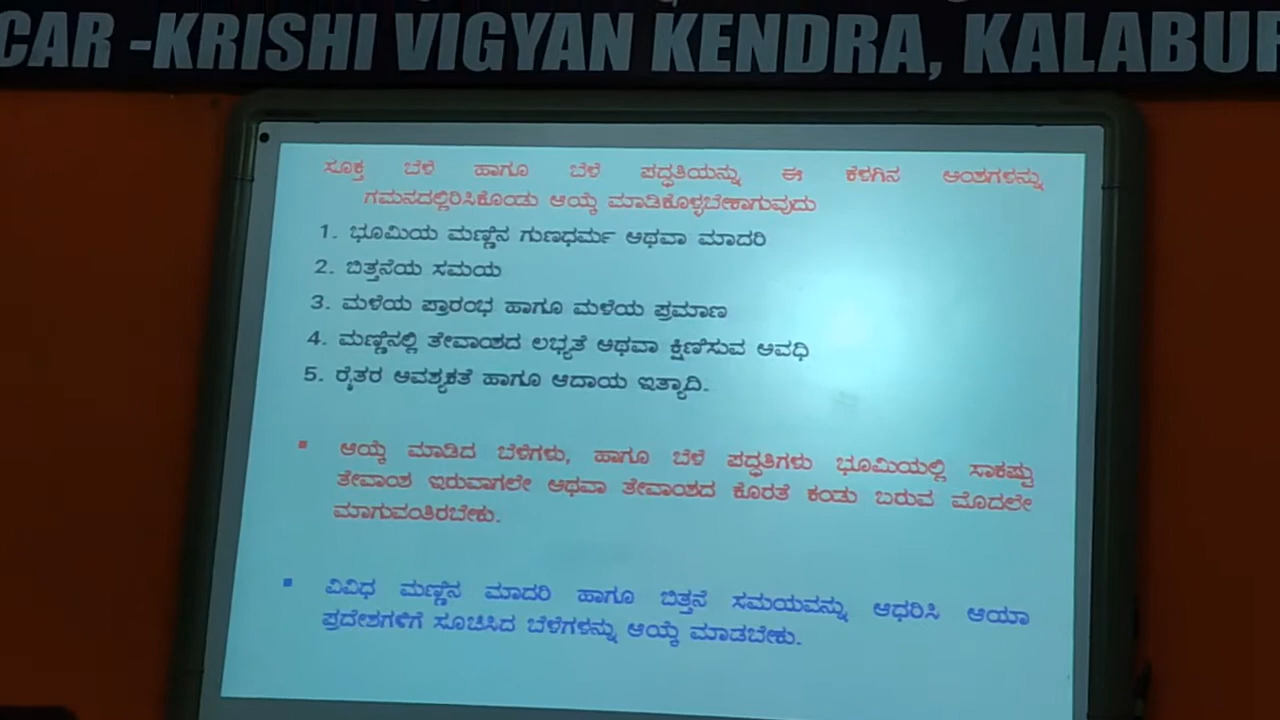 CAR -KRISHI VIGYAN KENDRA, KALABUR
ಸೂಕ್ತ ಬೆಳೆ ಹಾಗೂ ಬೆಳೆ ಪದ್ಧತಿಯನ್ನು ಈ ಕೆಳಗಿನ ಅಂಶಗಳನ್ನು
ಗಮನದಲ್ಲಿರಿಸಿಕೊಂಡು ಆಯ್ಕೆ ಮಾಡಿಕೊಳ್ಳಬೇಕಾಗುವುದು
1. ಭೂಮಿಯ ಮಣ್ಣಿನ ಗುಣಧರ್ಮ ಅಥವಾ ಮಾದರಿ
2. ಬಿತ್ತನೆಯ ಸಮಯ
3. ಮಳೆಯ ಪ್ರಾರಂಭ ಹಾಗೂ ಮಳೆಯ ಪ್ರಮಾಣ
4. ಮಣ್ಣಿನಲ್ಲಿ ತೇವಾಂಶದ ಲಭ್ಯತೆ ಅಥವಾ ಕ್ಷಿಣಿಸುವ ಅವಧಿ
5. ರೈತರ ಅವಶ್ಯಕತೆ ಹಾಗೂ ಆದಾಯ ಇತ್ಯಾದಿ.
▪ ಆಯ್ಕೆ ಮಾಡಿದ ಬೆಳೆಗಳು, ಹಾಗೂ ಬೆಳೆ ಪದ್ಧತಿಗಳು ಭೂಮಿಯಲ್ಲಿ ಸಾಕಷ್ಟು
ತೇವಾಂಶ ಇರುವಾಗಲೇ ಅಥವಾ ತೇವಾಂಶದ ಕೊರತೆ ಕಂಡು ಬರುವ ಮೊದಲೇ
ಮಾಗುವಂತಿರಬೇಕು.
▪ ವಿವಿಧ ಮಣ್ಣಿನ ಮಾದರಿ ಹಾಗೂ ಬಿತ್ತನೆ ಸಮಯವನ್ನು ಆಧರಿಸಿ ಆಯಾ
ಪ್ರದೇಶಗಳಿಗೆ ಸೂಚಿಸಿದ ಬೆಳೆಗಳನ್ನು ಆಯ್ಕೆ ಮಾಡಬೇಕು.